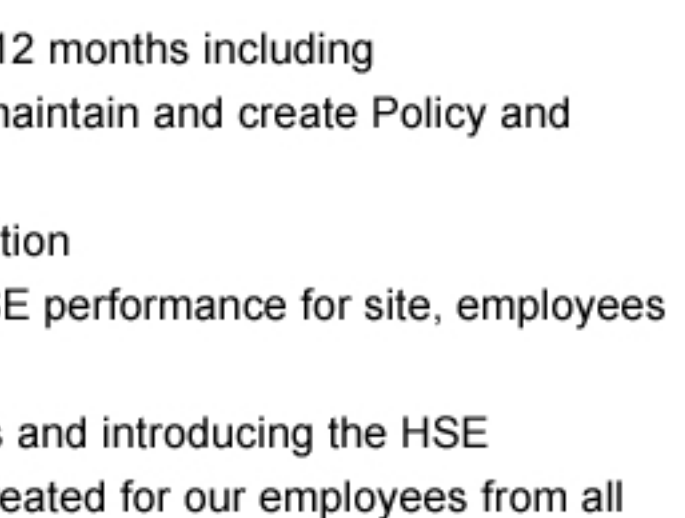 12 months including
maintain and create Policy and
tion
E performance for site, employees
and introducing the HSE
eated for our employees from all